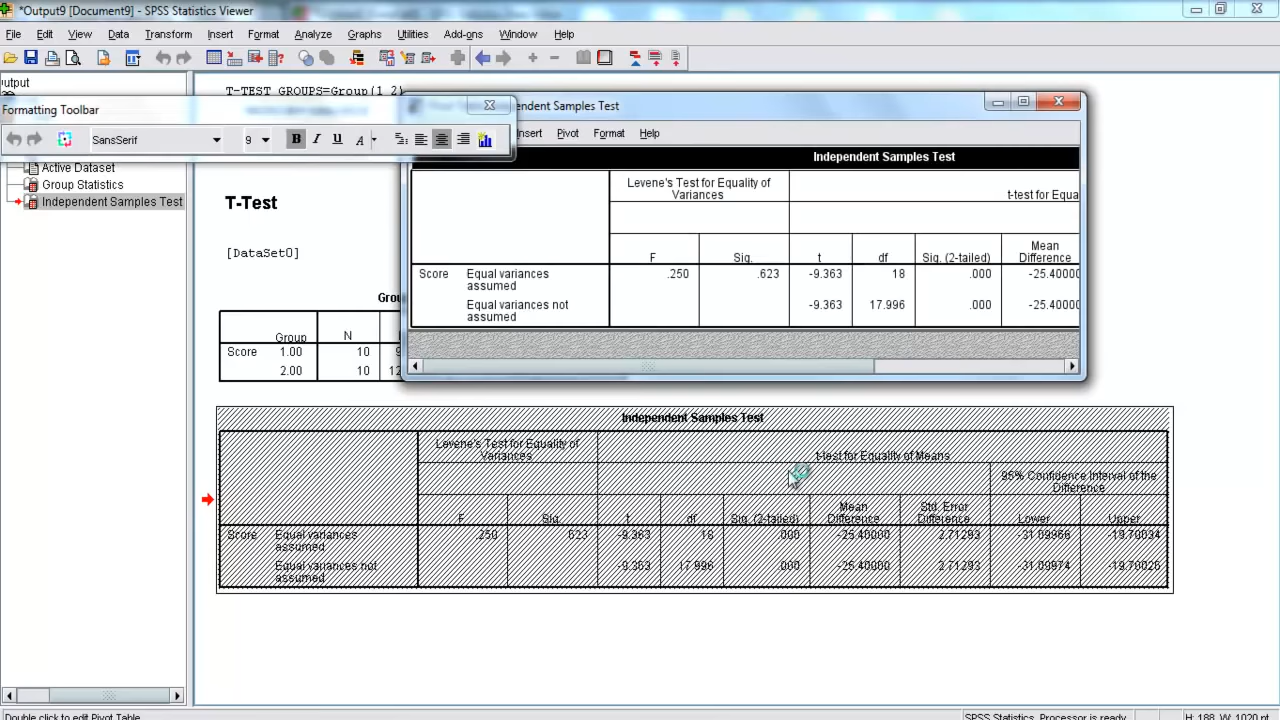 *Output9 [Document9] - SPSS Statistics Viewer
File Edit View Data Transform Insert Format Analyze Graphs Utilities Add-ons Window Help
utput
T-TEST GROUPS=Group(1 2)
Formatting Toolbar
SansSerif 9 B I U A
Active Dataset
Group Statistics
Independent Samples Test
T-Test
[DataSet0]
Group N
Score 1.00 10
2.00 10
Independent Samples Test
Insert Pivot Format Help
Independent Samples Test
Levene's Test for Equality of
Variances
t-test for Equa
F Sig. t df Sig. (2-tailed) Mean
Difference
Score Equal variances
assumed
.250 .623 -9.363 18 .000 -25.40000
Equal variances not
assumed
-9.363 17.996 .000 -25.40000
Independent Samples Test
Levene's Test for Equality of
Variances
t-test for Equality of Means
95% Confidence Interval of the
Difference
F Sig. t df Sig. (2-tailed) Mean
Difference
Std. Error
Difference
Lower Upper
Score Equal variances
assumed
.250 .623 -9.363 18 .000 -25.40000 2.71293 -31.09966 -19.70034
Equal variances not
assumed
-9.363 17.996 .000 -25.40000 2.71293 -31.09974 -19.70026
Double click to edit Pivot Table
SPSS Statistics Processor is ready
H: 188, W: 1020 pt